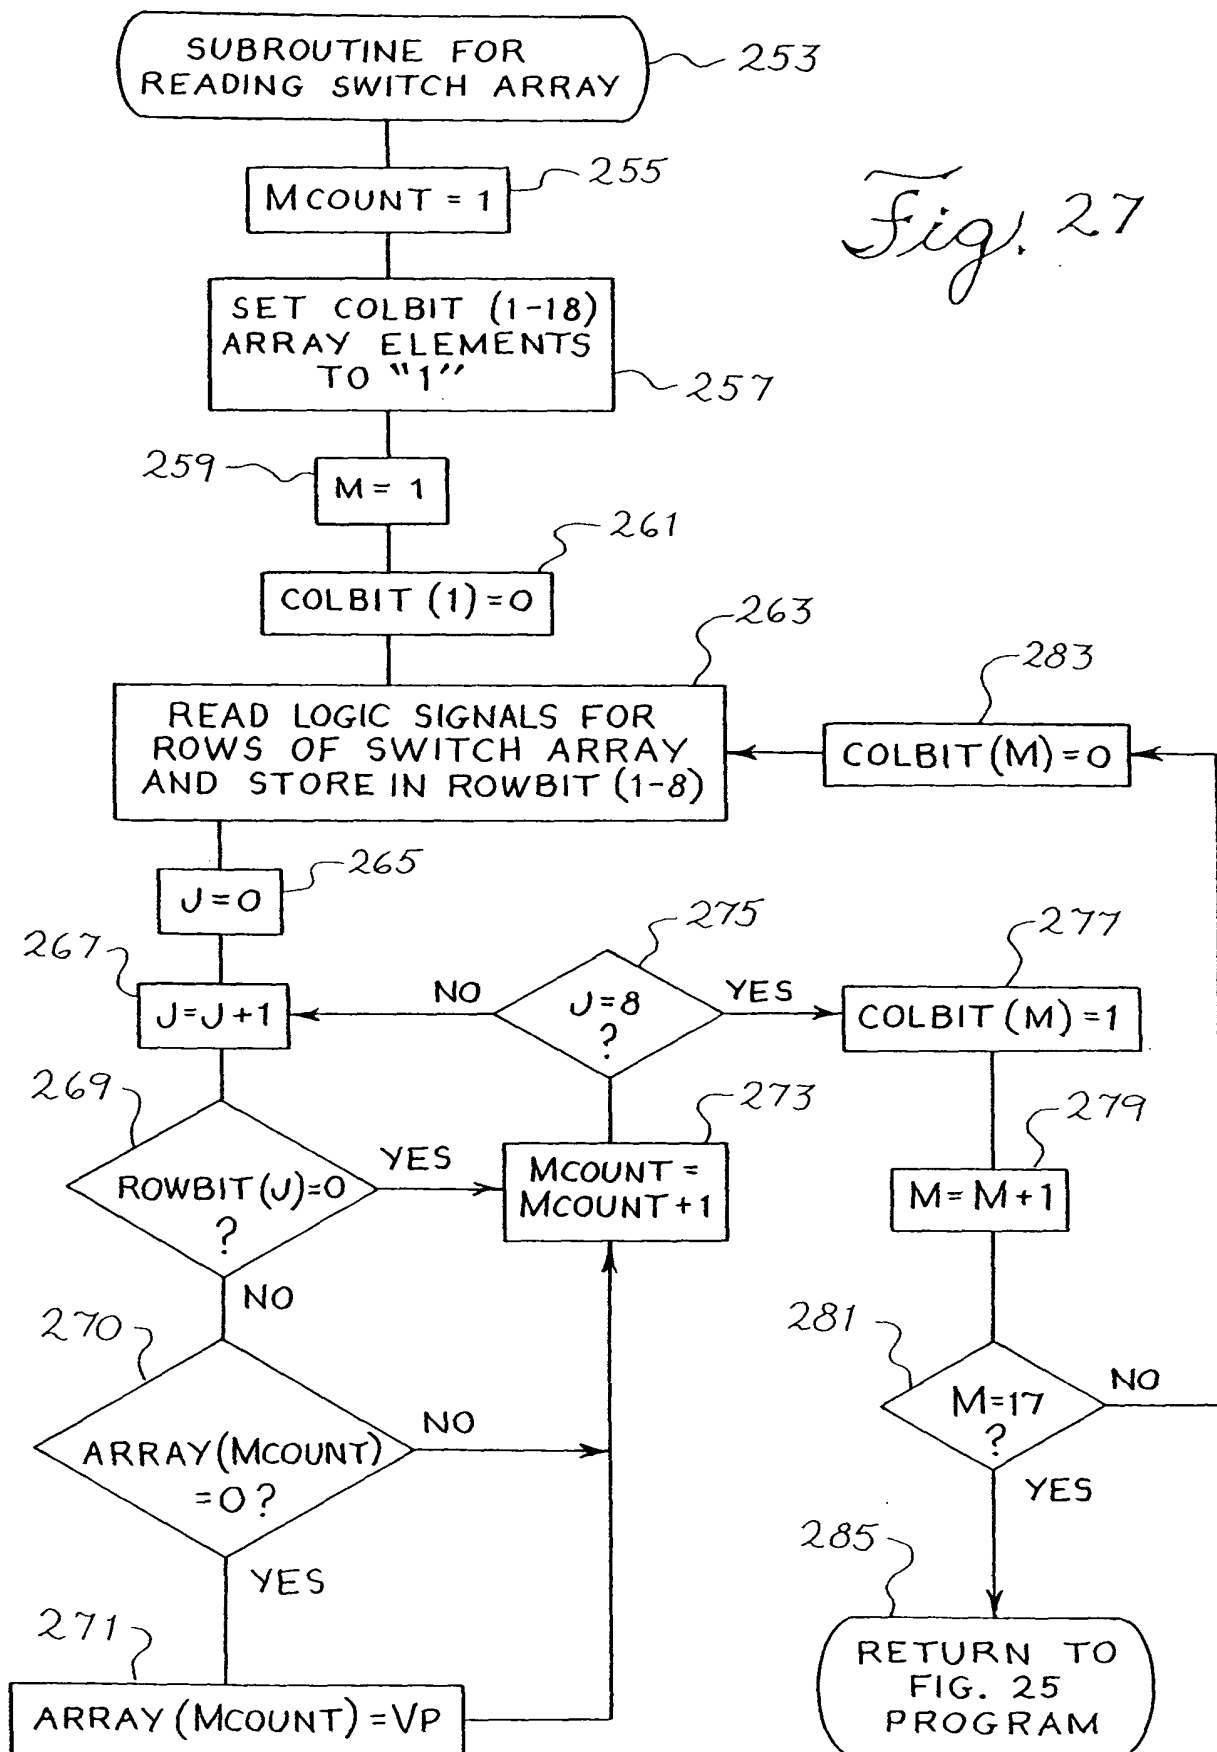 SUBROUTINE FOR
READING SWITCH ARRAY
253
MCOUNT = 1
255
Fig. 27
SET COLBIT (1-18)
ARRAY ELEMENTS
TO "1"
257
259
M = 1
261
COLBIT (1) = 0
263
READ LOGIC SIGNALS FOR
ROWS OF SWITCH ARRAY
AND STORE IN ROWBIT (1-8)
283
COLBIT (M) = 0
265
J = 0
267
J = J + 1
NO
275
J = 8
?
YES
277
COLBIT (M) = 1
269
ROWBIT (J) = 0
?
YES
273
MCOUNT =
MCOUNT + 1
279
M = M + 1
NO
270
ARRAY (MCOUNT)
= 0 ?
NO
281
M = 17
?
NO
YES
YES
271
ARRAY (MCOUNT) = VP
285
RETURN TO
FIG. 25
PROGRAM